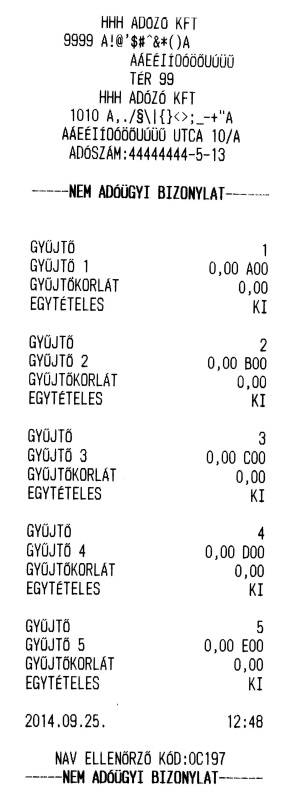 HHH ADÓZÓ KFT
9999 A!@'$#^&*()A
AÁEÉIÍOÓÖŐUÚÜŰ
TÉR 99
HHH ADÓZÓ KFT
1010 A,./§\|{}<>;_-+"A
AÁEÉIÍOÓÖŐUÚÜŰ UTCA 10/A
ADÓSZÁM:44444444-5-13
-----NEM ADÓÜGYI BIZONYLAT------
GYŰJTŐ 1
GYŰJTŐ 1 0,00 A00
GYŰJTŐKORLÁT 0,00
EGYTÉTELES KI
GYŰJTŐ 2
GYŰJTŐ 2 0,00 B00
GYŰJTŐKORLÁT 0,00
EGYTÉTELES KI
GYŰJTŐ 3
GYŰJTŐ 3 0,00 C00
GYŰJTŐKORLÁT 0,00
EGYTÉTELES KI
GYŰJTŐ 4
GYŰJTŐ 4 0,00 D00
GYŰJTŐKORLÁT 0,00
EGYTÉTELES KI
GYŰJTŐ 5
GYŰJTŐ 5 0,00 E00
GYŰJTŐKORLÁT 0,00
EGYTÉTELES KI
2014.09.25. 12:48
NAV ELLENŐRZŐ KÓD:0C197
-----NEM ADÓÜGYI BIZONYLAT------